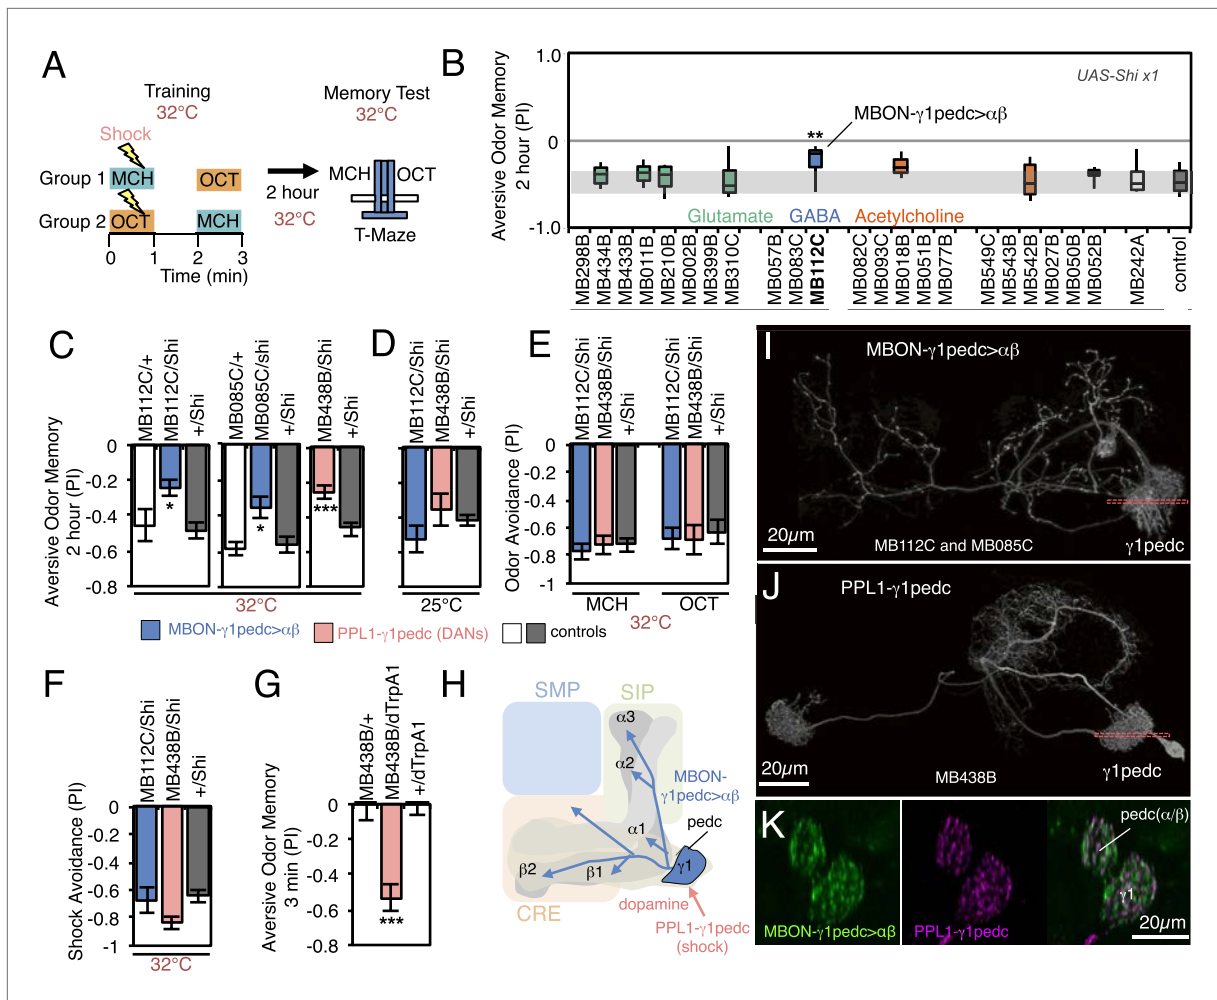 A
Training
32°C
Shock
Group 1
MCH
OCT
Group 2
OCT
MCH
0 1 2 3
Time (min)
2 hour
32°C
Memory Test
32°C
MCH
OCT
T-Maze
B
Aversive Odor Memory
2 hour (PI)
1.0
0
-1.0
UAS-Shi x1
MBON-γ1pedc>αβ
**
Glutamate GABA Acetylcholine
MB298B
MB434B
MB433B
MB011B
MB210B
MB002B
MB399B
MB310C
MB057B
MB083C
MB112C
MB082C
MB093C
MB018B
MB051B
MB077B
MB549C
MB543B
MB542B
MB027B
MB050B
MB052B
MB242A
control
C
Aversive Odor Memory
2 hour (PI)
0
-0.2
-0.4
-0.6
-0.8
MB112C/+
MB112C/Shi
+/Shi
*
MB085C/+
MB085C/shi
+/Shi
*
MB438B/Shi
+/Shi
***
32°C
D
MB112C/Shi
MB438B/Shi
+/Shi
25°C
E
Odor Avoidance (PI)
0
-0.2
-0.4
-0.6
-0.8
-1
MB112C/Shi
MB438B/Shi
+/Shi
MB112C/Shi
MB438B/Shi
+/Shi
MCH
OCT
32°C
MBON-γ1pedc>αβ
PPL1-γ1pedc (DANs)
controls
F
Shock Avoidance (PI)
0
-0.2
-0.4
-0.6
-0.8
-1
MB112C/Shi
MB438B/Shi
+/Shi
32°C
G
Aversive Odor Memory
3 min (PI)
0
-0.2
-0.4
-0.6
-0.8
MB438B/+
MB438B/dTrpA1
+/dTrpA1
***
H
SMP
SIP
α3
α2
MBON-
γ1pedc>αβ
pedc
α1
γ1
β2
β1
CRE
dopamine
PPL1-γ1pedc
(shock)
I
MBON-γ1pedc>αβ
20μm
MB112C and MB085C
γ1pedc
J
PPL1-γ1pedc
20μm
MB438B
γ1pedc
K
pedc(α/β)
γ1
20μm
MBON-γ1pedc>αβ
PPL1-γ1pedc